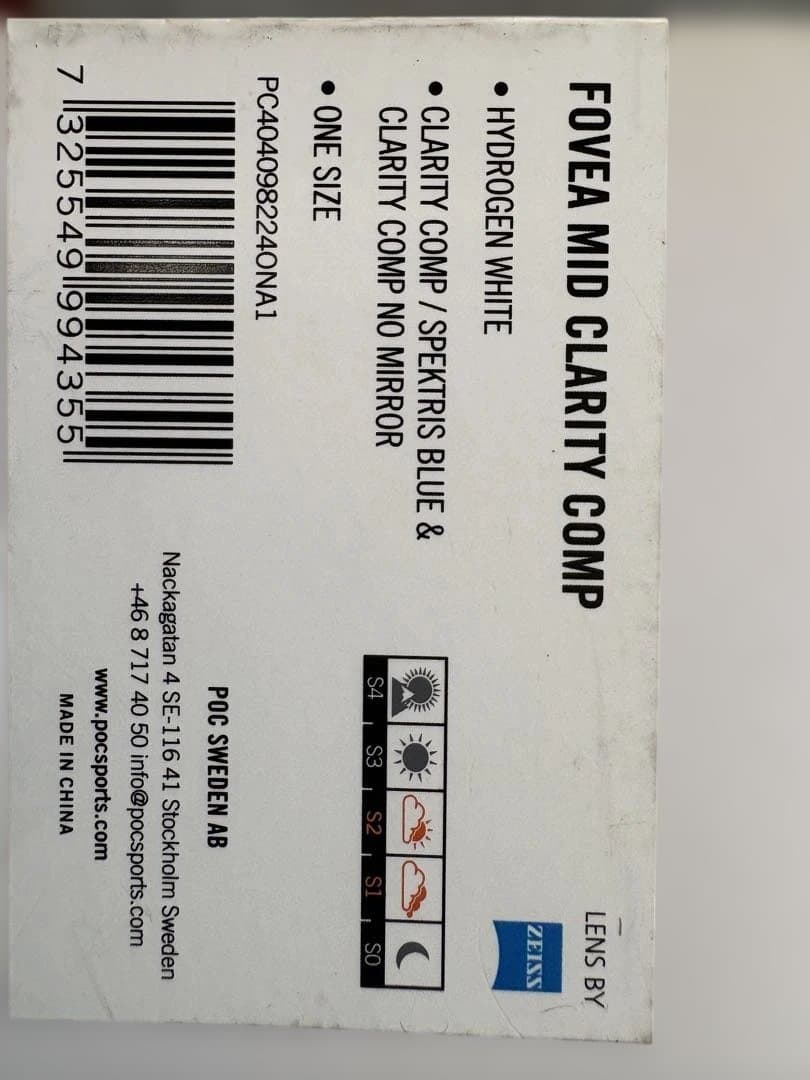 FOVEA MID CLARITY COMP
LENS BY
ZEISS
• HYDROGEN WHITE
• CLARITY COMP / SPEKTRIS BLUE &
CLARITY COMP NO MIRROR
S4 S3 S2 S1 S0
• ONE SIZE
PC404098224ONA1
7 325549 994355
POC SWEDEN AB
Nackagatan 4 SE-116 41 Stockholm Sweden
+46 8 717 40 50 info@pocsports.com
www.pocsports.com
MADE IN CHINA